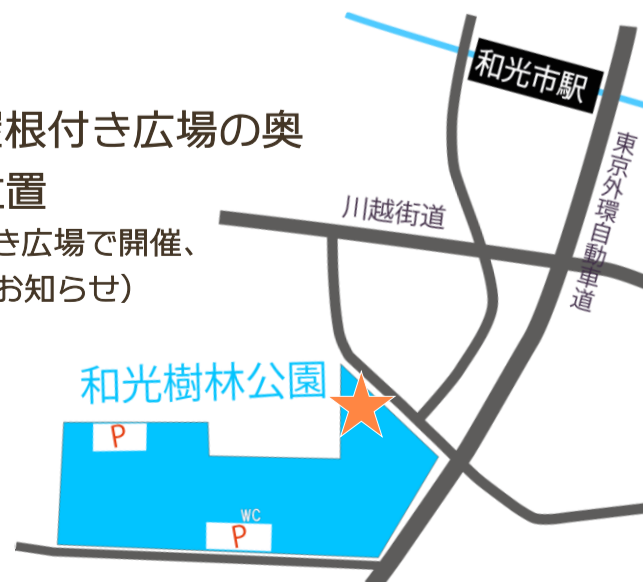 和光市駅
根付き広場の奥
置
き広場で開催、
お知らせ）
川越街道
東京外環自動車道
和光樹林公園
P
WC
P